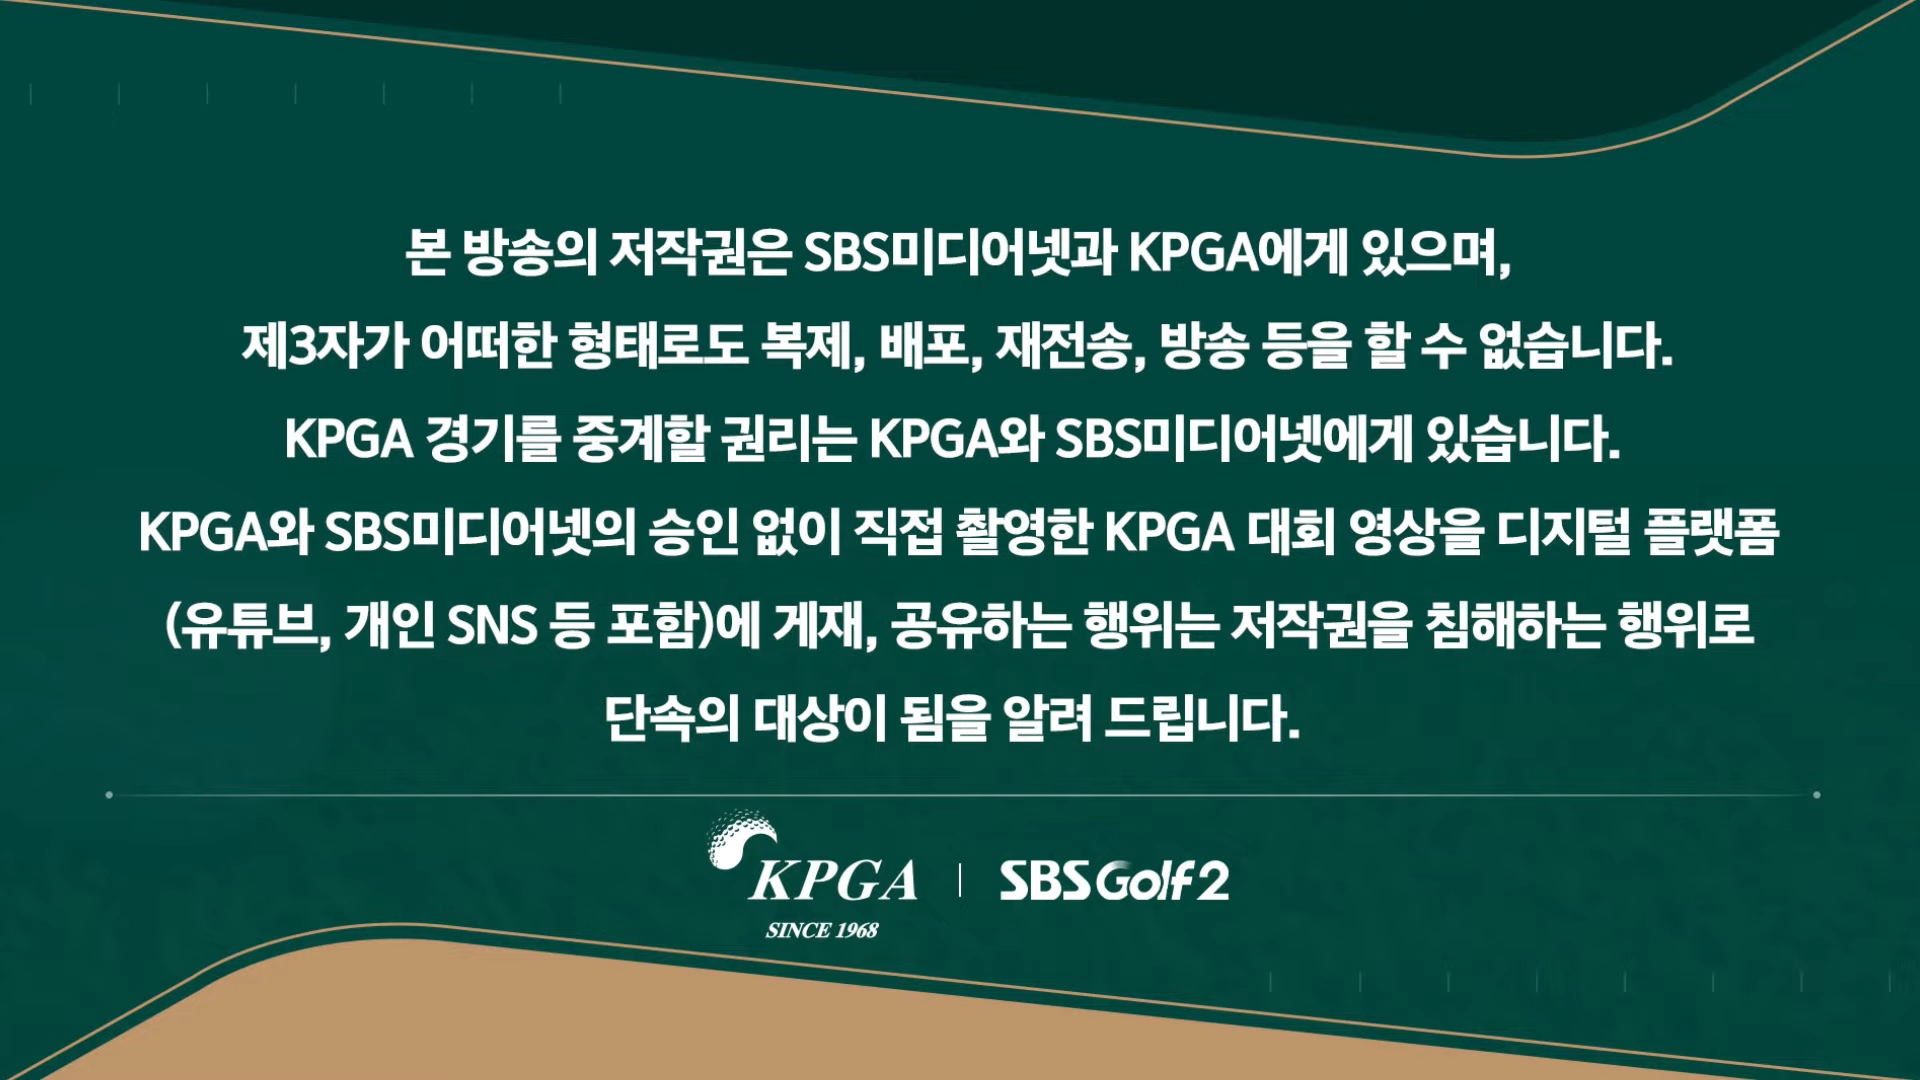 본 방송의 저작권은 SBS미디어넷과 KPGA에게 있으며,
제3자가 어떠한 형태로도 복제, 배포, 재전송, 방송 등을 할 수 없습니다.
KPGA 경기를 중계할 권리는 KPGA와 SBS미디어넷에게 있습니다.
KPGA와 SBS미디어넷의 승인 없이 직접 촬영한 KPGA 대회 영상을 디지털 플랫폼
(유튜브, 개인 SNS 등 포함)에 게재, 공유하는 행위는 저작권을 침해하는 행위로
단속의 대상이 됨을 알려 드립니다.
KPGA | SBS Golf 2
SINCE 1968